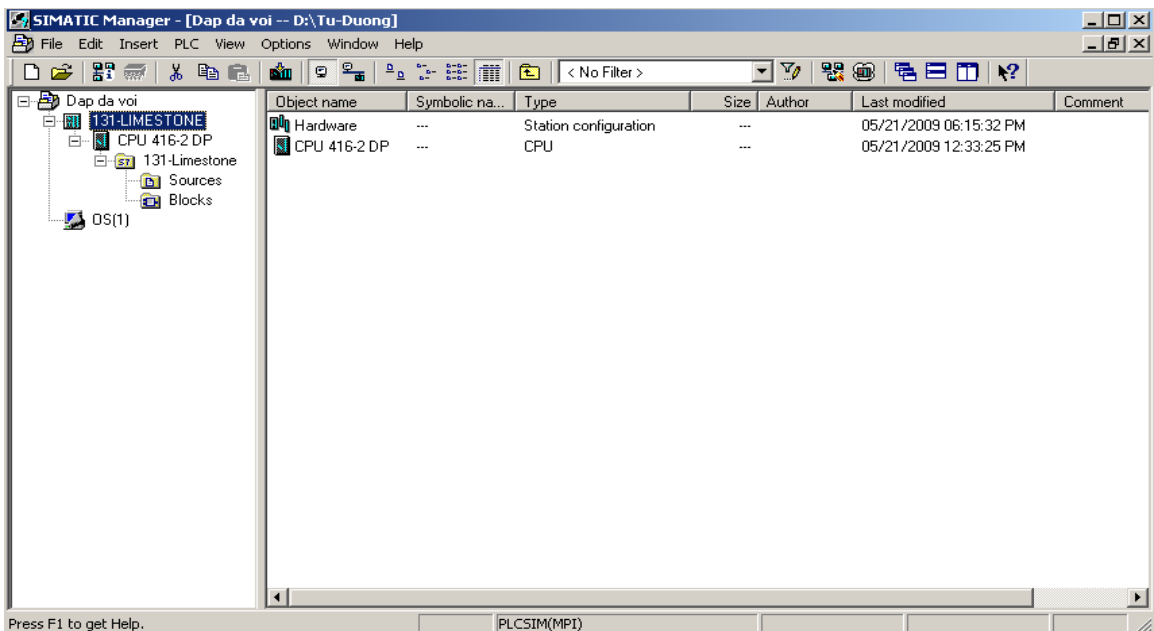 SIMATIC Manager - [Dap da voi -- D:\Tu-Duong]
File Edit Insert PLC View Options Window Help
< No Filter >
Dap da voi
131-LIMESTONE
CPU 416-2 DP
131-Limestone
Sources
Blocks
OS(1)
Object name Symbolic na... Type Size Author Last modified Comment
Hardware --- Station configuration --- 05/21/2009 06:15:32 PM
CPU 416-2 DP --- CPU --- 05/21/2009 12:33:25 PM
Press F1 to get Help. PLCSIM(MPI)